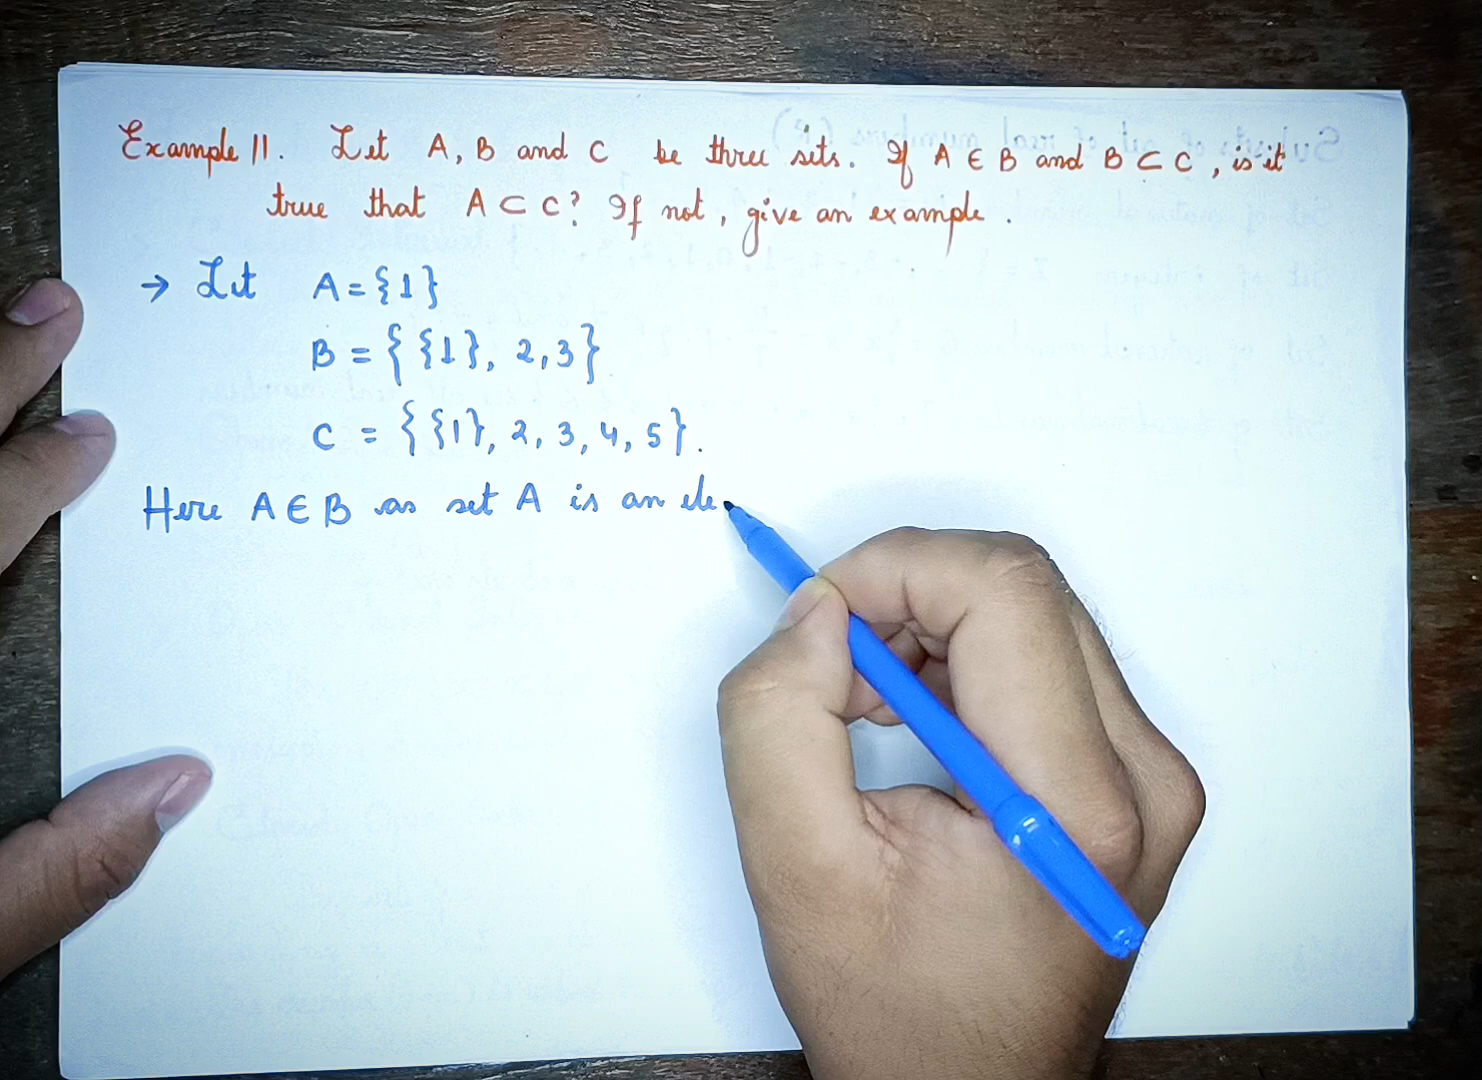 Example 11. Let A, B and C be three sets. If A ∈ B and B ⊂ C, is it
true that A ⊂ C? If not, give an example.
→ Let A = {1}
B = {{1}, 2, 3}
C = {{1}, 2, 3, 4, 5}.
Here A ∈ B as set A is an ele